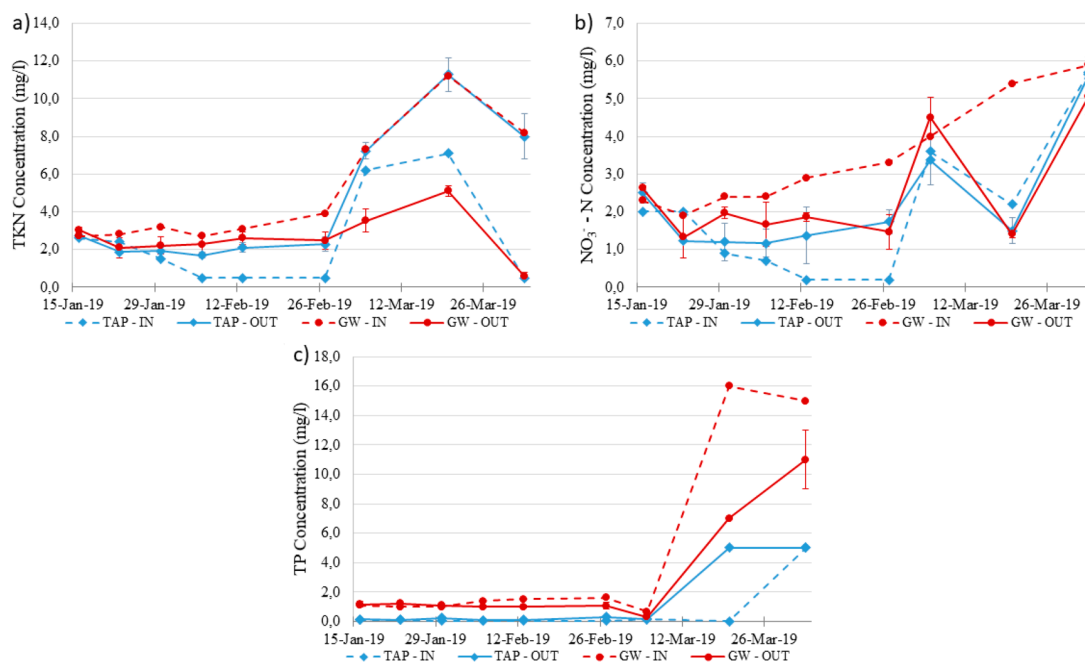 a)
TKN Concentration (mg/l)
14,0
12,0
10,0
8,0
6,0
4,0
2,0
0,0
15-Jan-19 29-Jan-19 12-Feb-19 26-Feb-19 12-Mar-19 26-Mar-19
TAP - IN TAP - OUT GW - IN GW - OUT
b)
NO₃⁻ - N Concentration (mg/l)
7,0
6,0
5,0
4,0
3,0
2,0
1,0
0,0
15-Jan-19 29-Jan-19 12-Feb-19 26-Feb-19 12-Mar-19 26-Mar-19
TAP - IN TAP - OUT GW - IN GW - OUT
c)
TP Concentration (mg/l)
18,0
16,0
14,0
12,0
10,0
8,0
6,0
4,0
2,0
0,0
15-Jan-19 29-Jan-19 12-Feb-19 26-Feb-19 12-Mar-19 26-Mar-19
TAP - IN TAP - OUT GW - IN GW - OUT